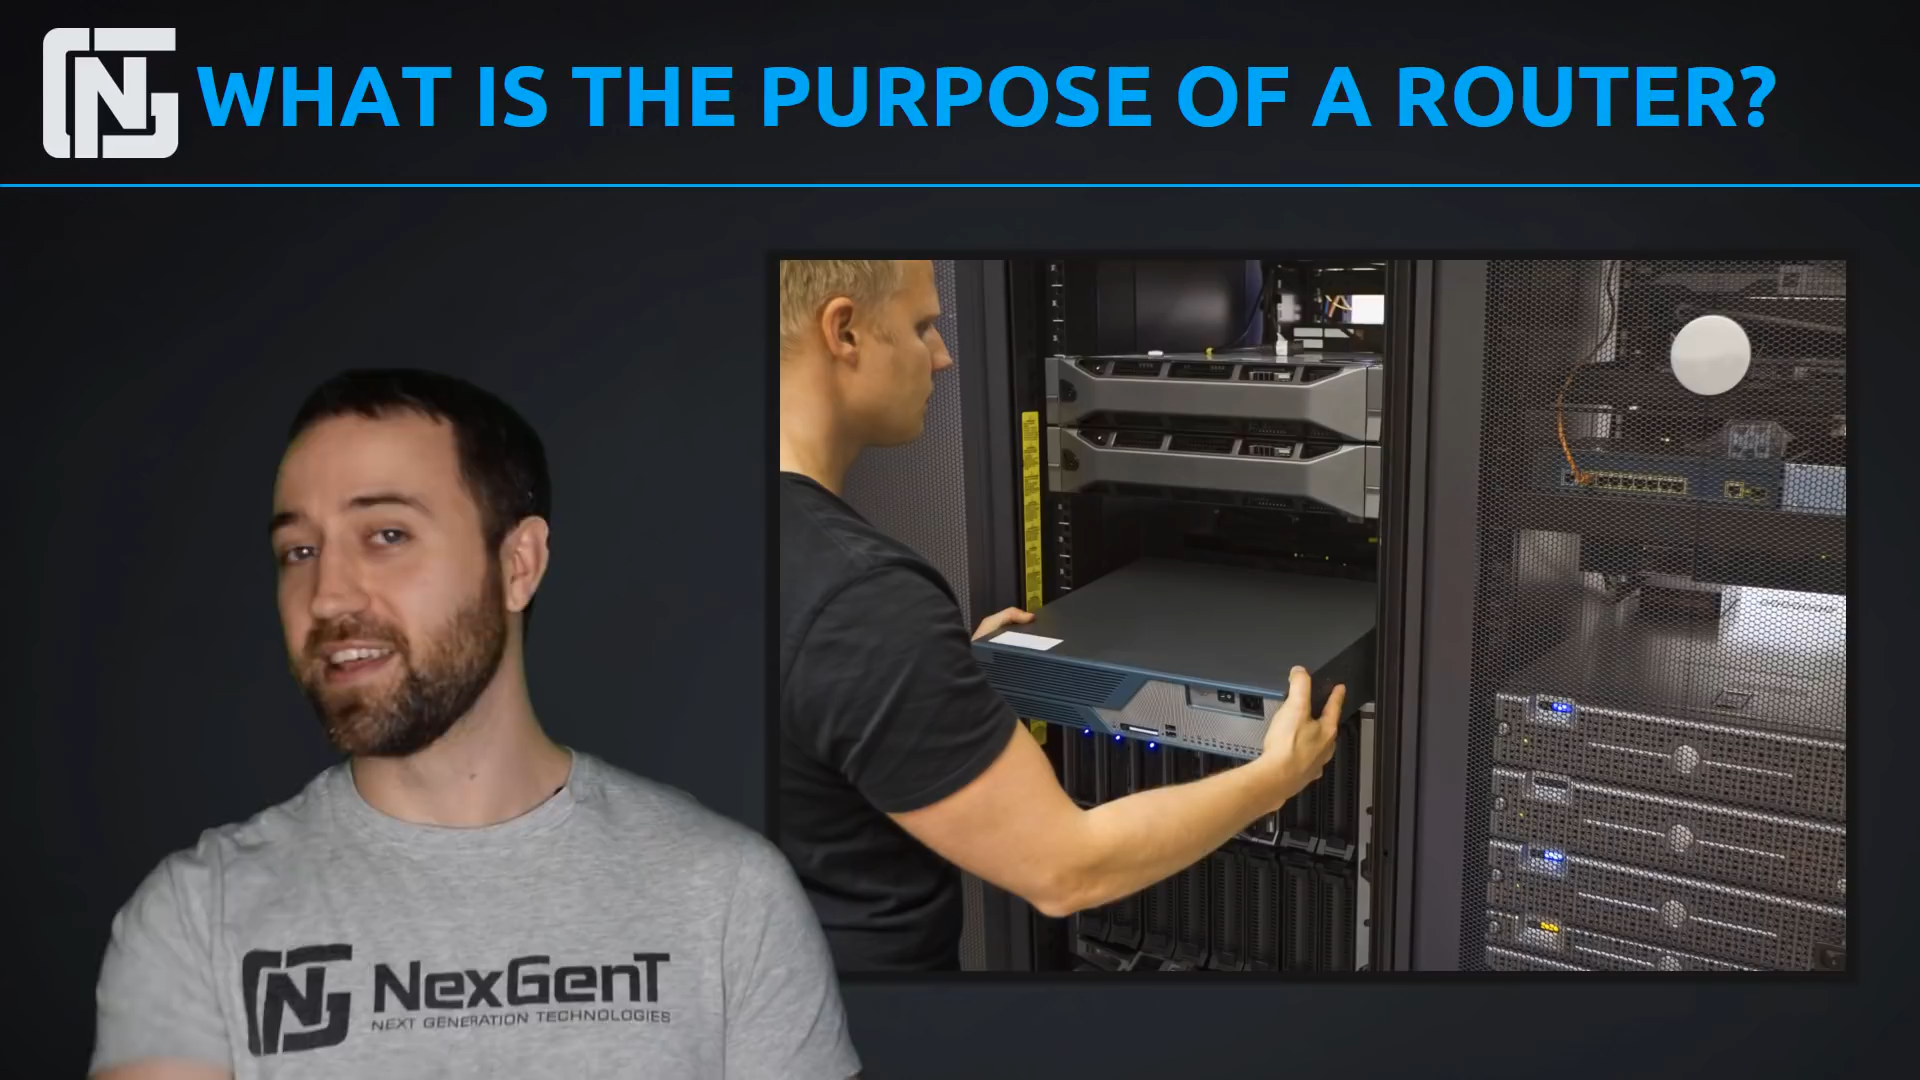 WHAT IS THE PURPOSE OF A ROUTER?
NexGenT
NEXT GENERATION TECHNOLOGIES